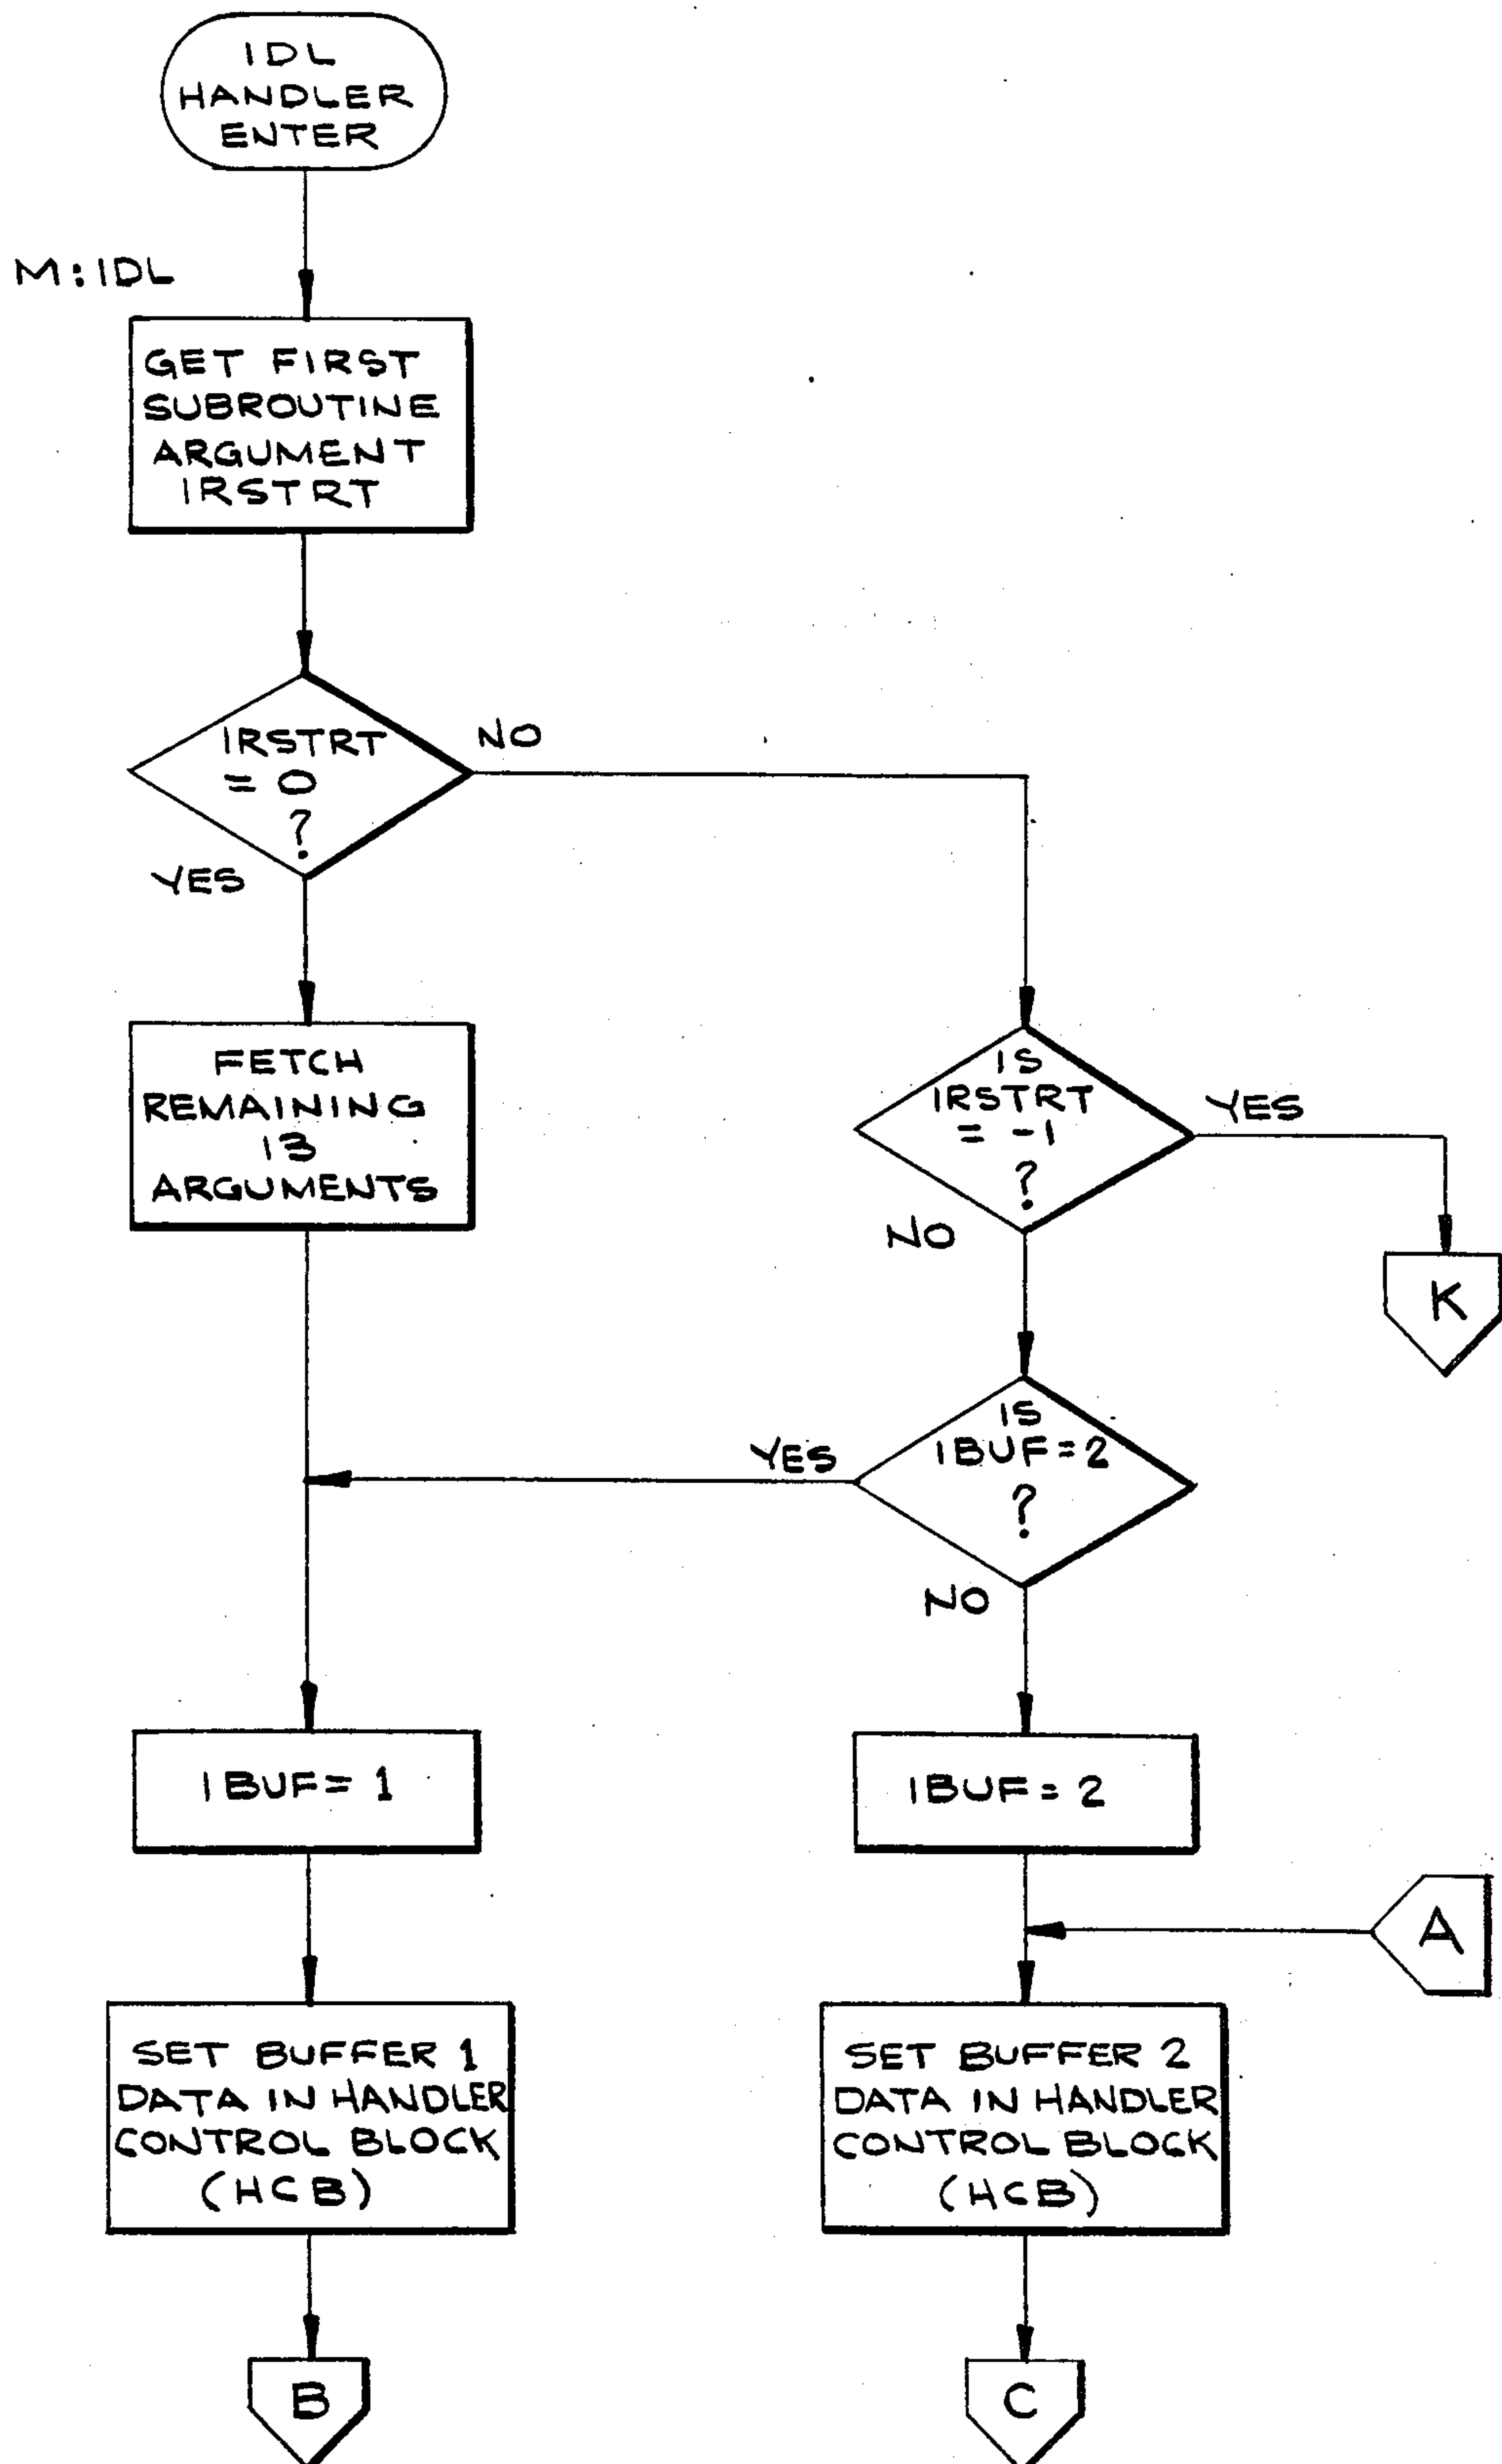 IDL
HANDLER
ENTER
M:IDL
GET FIRST
SUBROUTINE
ARGUMENT
IRSTRT
IRSTRT
= 0
?
NO
YES
FETCH
REMAINING
13
ARGUMENTS
IS
IRSTRT
= -1
?
YES
NO
K
IS
IBUF=2
?
YES
NO
IBUF= 1
IBUF= 2
A
SET BUFFER 1
DATA IN HANDLER
CONTROL BLOCK
(HCB)
SET BUFFER 2
DATA IN HANDLER
CONTROL BLOCK
(HCB)
B
C